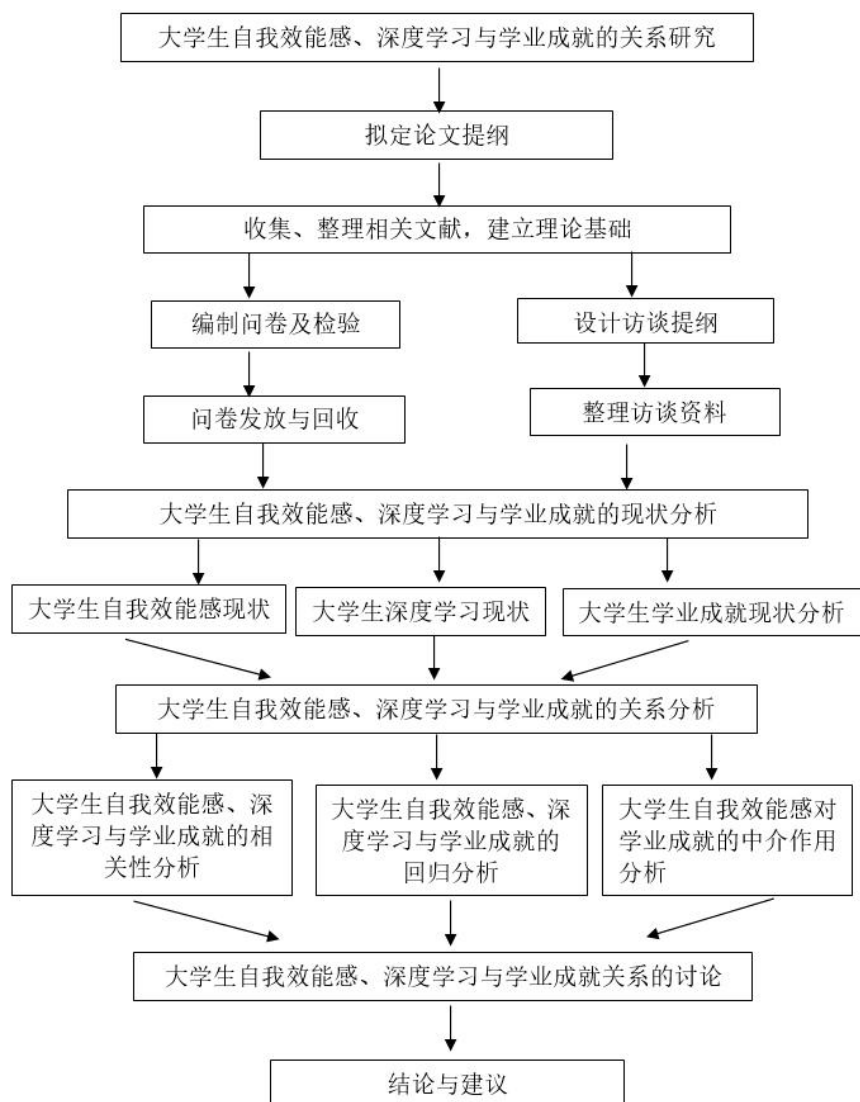 大学生自我效能感、深度学习与学业成就的关系研究
拟定论文提纲
收集、整理相关文献，建立理论基础
编制问卷及检验
设计访谈提纲
问卷发放与回收
整理访谈资料
大学生自我效能感、深度学习与学业成就的现状分析
大学生自我效能感现状
大学生深度学习现状
大学生学业成就现状分析
大学生自我效能感、深度学习与学业成就的关系分析
大学生自我效能感、深
度学习与学业成就的相
关性分析
大学生自我效能感、深
度学习与学业成就的
回归分析
大学生自我效能感对
学业成就的中介作用
分析
大学生自我效能感、深度学习与学业成就关系的讨论
结论与建议